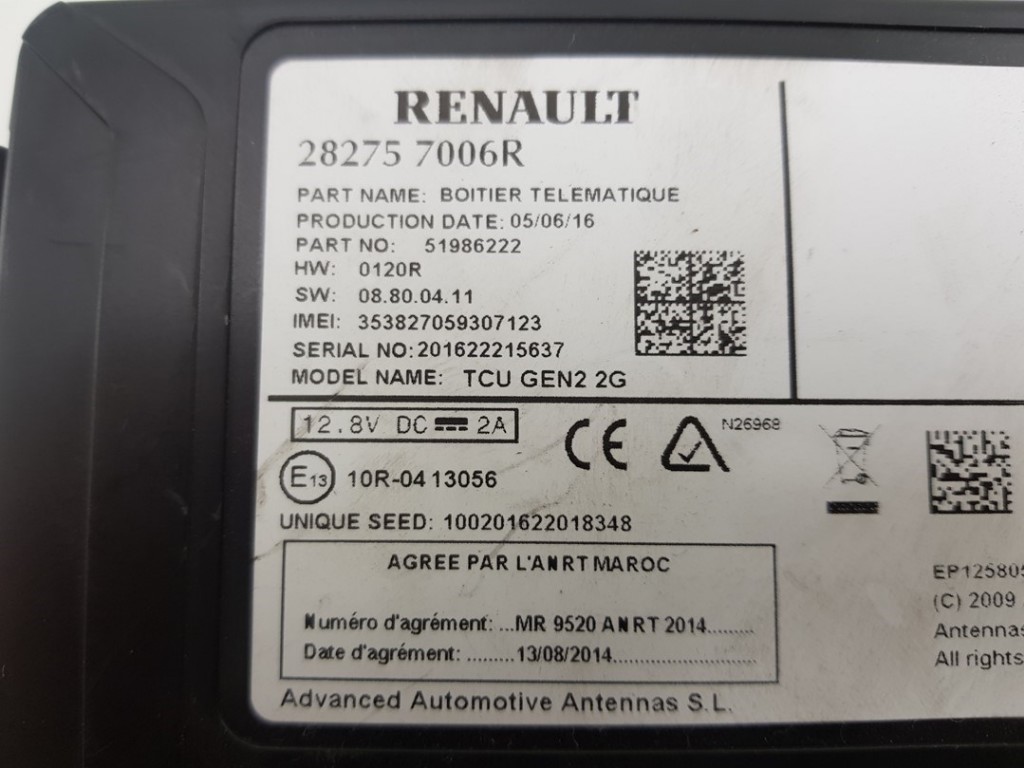 RENAULT
28275 7006R
PART NAME: BOITIER TELEMATIQUE
PRODUCTION DATE: 05/06/16
PART NO: 51986222
HW: 0120R
SW: 08.80.04.11
IMEI: 353827059307123
SERIAL NO: 201622215637
MODEL NAME: TCU GEN2 2G
12.8V DC 2A
CE
N26968
E13 10R-04 13056
UNIQUE SEED: 100201622018348
AGREE PAR L'ANRT MAROC
Numéro d'agrément: ...MR 9520 ANRT 2014.........
Date d'agrément: .........13/08/2014...........................
Advanced Automotive Antennas S.L.
EP125805
(C) 2009
Antennas
All rights